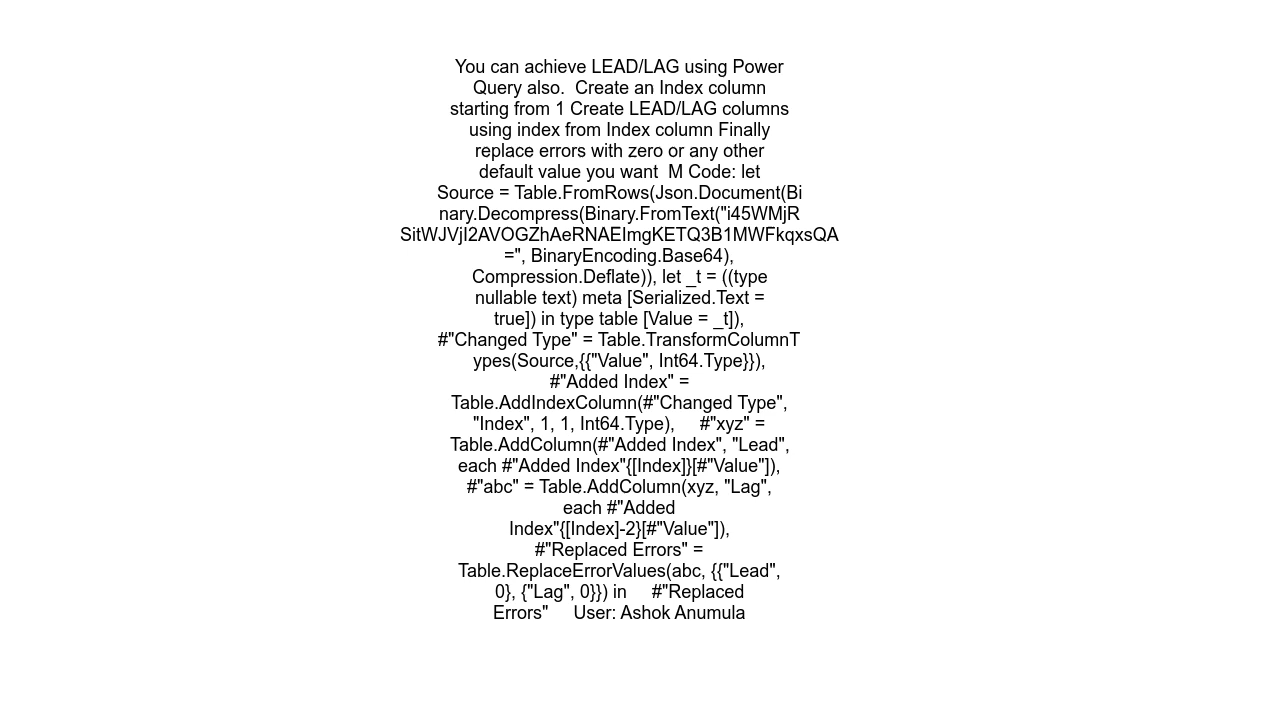 You can achieve LEAD/LAG using Power
Query also.  Create an Index column
starting from 1 Create LEAD/LAG columns
using index from Index column Finally
replace errors with zero or any other
default value you want  M Code: let
Source = Table.FromRows(Json.Document(Bi
nary.Decompress(Binary.FromText("i45WMjR
SitWJVjI2AVOGZhAeRNAEImgKETQ3B1MWFkqxsQA
=", BinaryEncoding.Base64),
Compression.Deflate)), let _t = ((type
nullable text) meta [Serialized.Text =
true]) in type table [Value = _t]),
#"Changed Type" = Table.TransformColumnT
ypes(Source,{{"Value", Int64.Type}}),
#"Added Index" =
Table.AddIndexColumn(#"Changed Type",
"Index", 1, 1, Int64.Type),     #"xyz" =
Table.AddColumn(#"Added Index", "Lead",
each #"Added Index"{[Index]}[#"Value"]),
#"abc" = Table.AddColumn(xyz, "Lag",
each #"Added
Index"{[Index]-2}[#"Value"]),
#"Replaced Errors" =
Table.ReplaceErrorValues(abc, {{"Lead",
0}, {"Lag", 0}}) in     #"Replaced
Errors"     User: Ashok Anumula